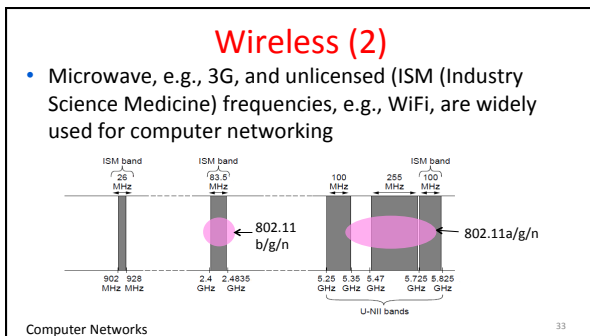 Wireless (2)
• Microwave, e.g., 3G, and unlicensed (ISM (Industry
Science Medicine) frequencies, e.g., WiFi, are widely
used for computer networking
ISM band
26
MHz
ISM band
83.5
MHz
100
MHz
255
MHz
ISM band
100
MHz
802.11
b/g/n
802.11a/g/n
902
MHz
928
MHz
2.4
GHz
2.4835
GHz
5.25
GHz
5.35
GHz
5.47
GHz
5.725
GHz
5.825
GHz
U-NII bands
Computer Networks
33